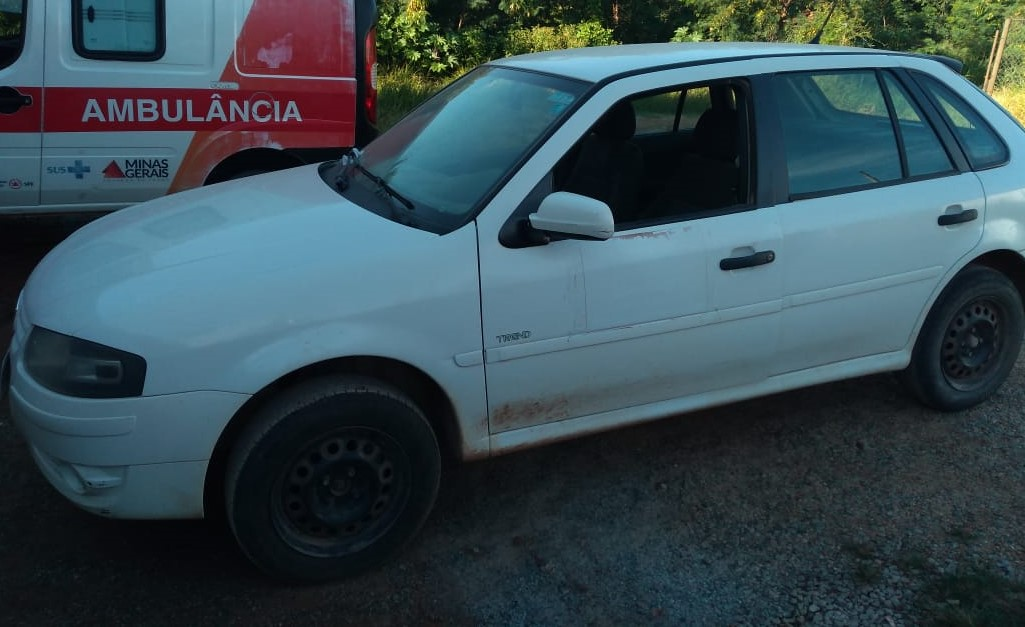 AMBULÂNCIA
SUS
MINAS
GERAIS
TREND